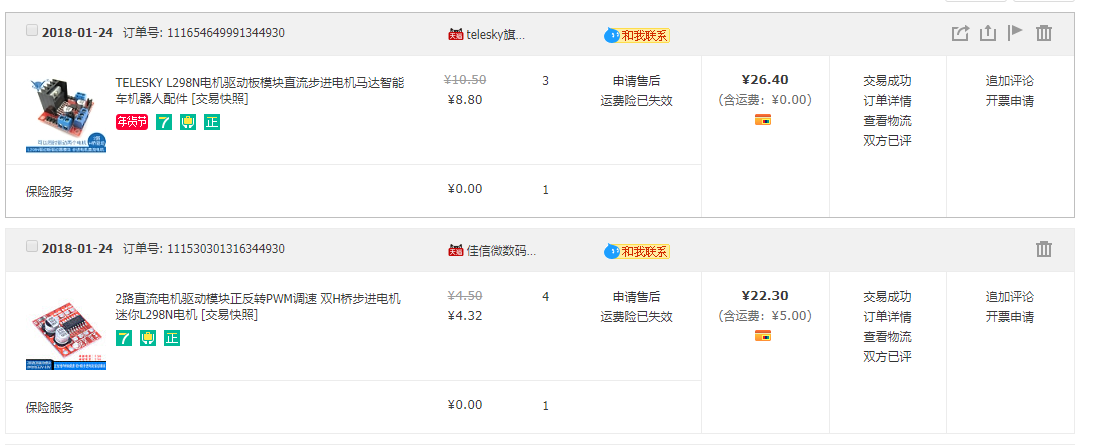 2018-01-24 订单号: 111654649991344930 天猫 telesky旗... 和我联系
TELESKY L298N电机驱动板模块直流步进电机马达智能
车机器人配件 [交易快照]
年货节 7 正
¥10.50
¥8.80
3
申请售后
运费险已失效
¥26.40
(含运费: ¥0.00)
交易成功
订单详情
查看物流
双方已评
追加评论
开票申请
保险服务 ¥0.00 1
2018-01-24 订单号: 111530301316344930 天猫 佳信微数码... 和我联系
2路直流电机驱动模块正反转PWM调速 双H桥步进电机
迷你L298N电机 [交易快照]
7 正
¥4.50
¥4.32
4
申请售后
运费险已失效
¥22.30
(含运费: ¥5.00)
交易成功
订单详情
查看物流
双方已评
追加评论
开票申请
保险服务 ¥0.00 1